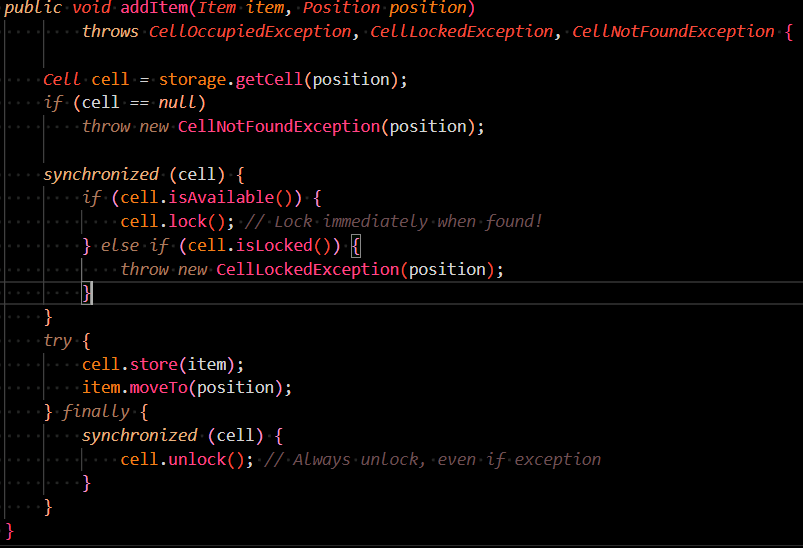 public void addItem(Item item, Position position)
throws CellOccupiedException, CellLockedException, CellNotFoundException {
Cell cell = storage.getCell(position);
if (cell == null)
throw new CellNotFoundException(position);
synchronized (cell) {
if (cell.isAvailable()) {
cell.lock(); // Lock immediately when found!
} else if (cell.isLocked()) {
throw new CellLockedException(position);
}
}
try {
cell.store(item);
item.moveTo(position);
} finally {
synchronized (cell) {
cell.unlock(); // Always unlock, even if exception
}
}
}